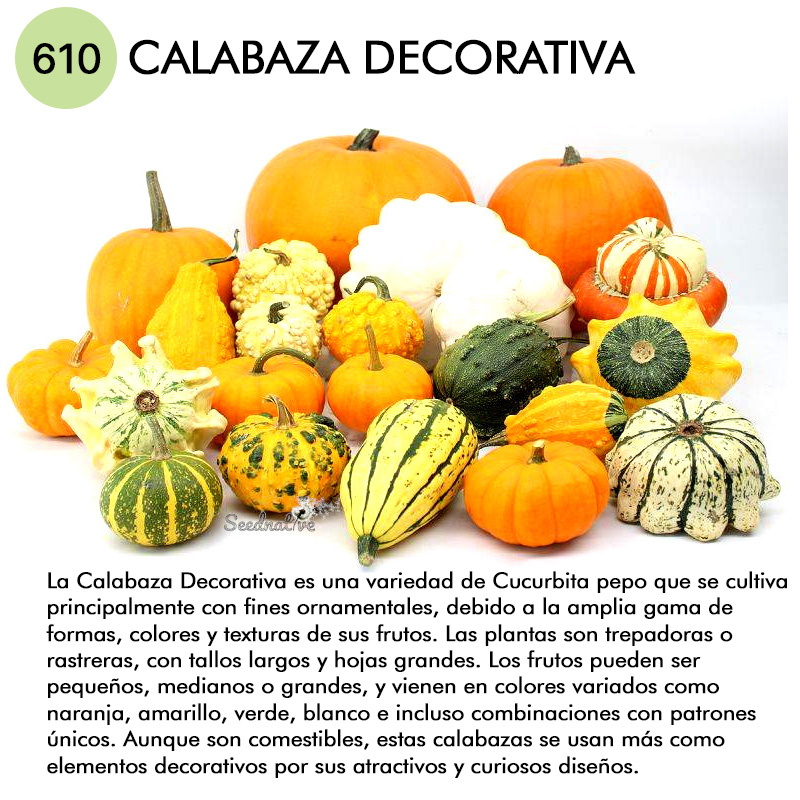 610 CALABAZA DECORATIVA
Seednative
La Calabaza Decorativa es una variedad de Cucurbita pepo que se cultiva
principalmente con fines ornamentales, debido a la amplia gama de
formas, colores y texturas de sus frutos. Las plantas son trepadoras o
rastreras, con tallos largos y hojas grandes. Los frutos pueden ser
pequeños, medianos o grandes, y vienen en colores variados como
naranja, amarillo, verde, blanco e incluso combinaciones con patrones
únicos. Aunque son comestibles, estas calabazas se usan más como
elementos decorativos por sus atractivos y curiosos diseños.